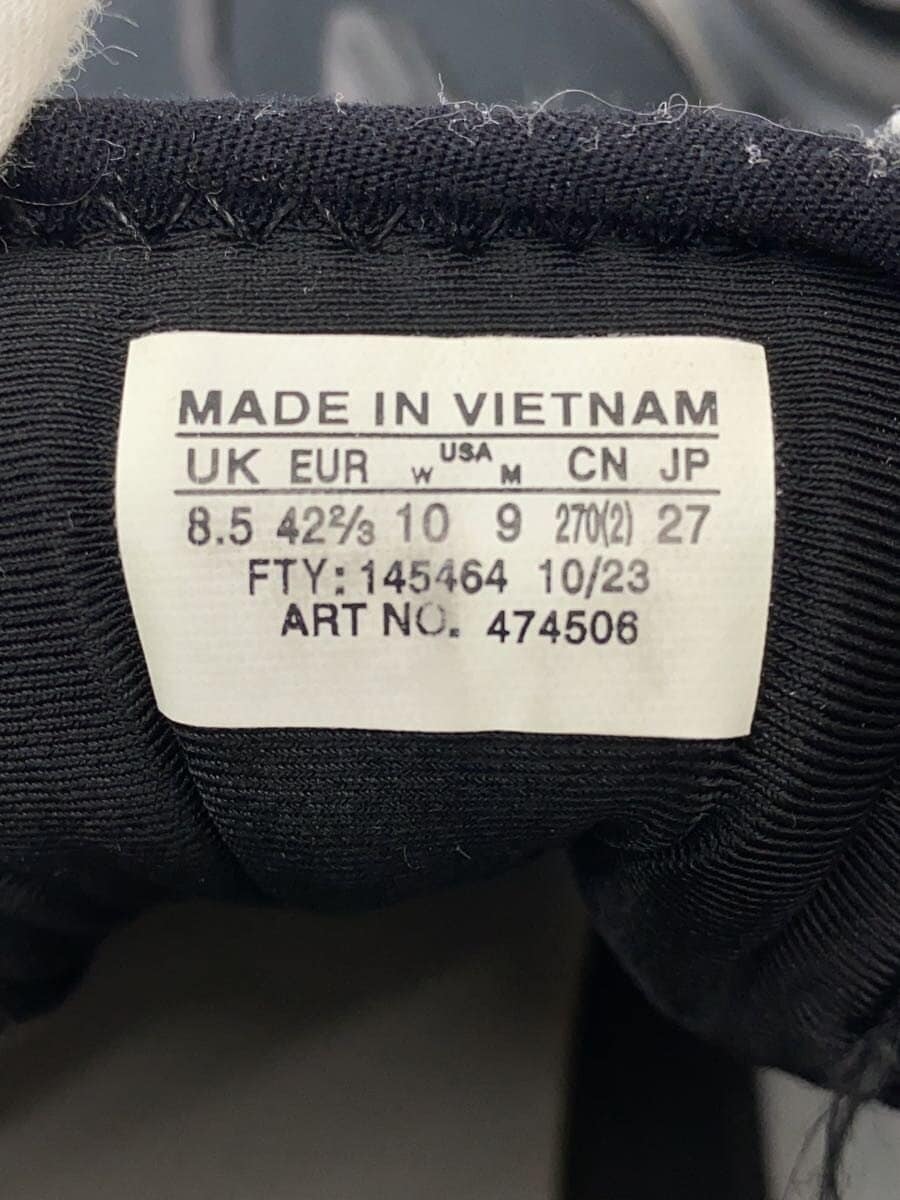 MADE IN VIETNAM
UK EUR W USA M CN JP
8.5 42⅔ 10 9 270(2) 27
FTY: 145464 10/23
ART NO. 474506